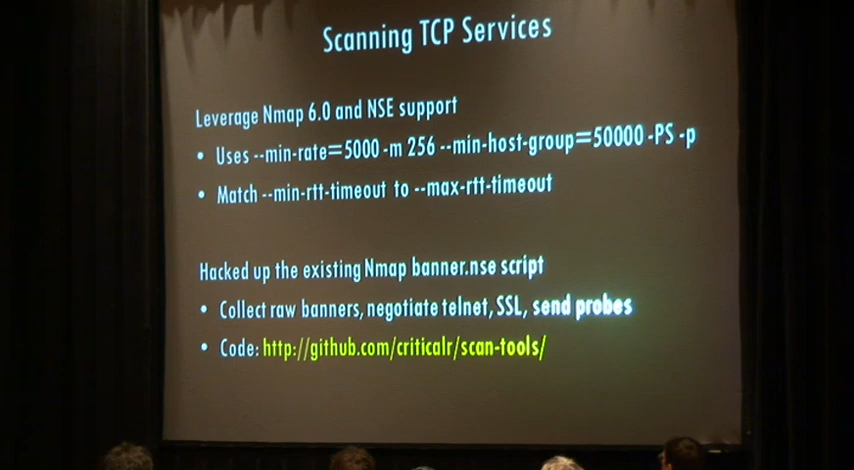 Scanning TCP Services
Leverage Nmap 6.0 and NSE support
• Uses --min-rate=5000 -m 256 --min-host-group=50000 -PS -p
• Match --min-rtt-timeout to --max-rtt-timeout
Hacked up the existing Nmap banner.nse script
• Collect raw banners, negotiate telnet, SSL, send probes
• Code: http://github.com/criticalr/scan-tools/